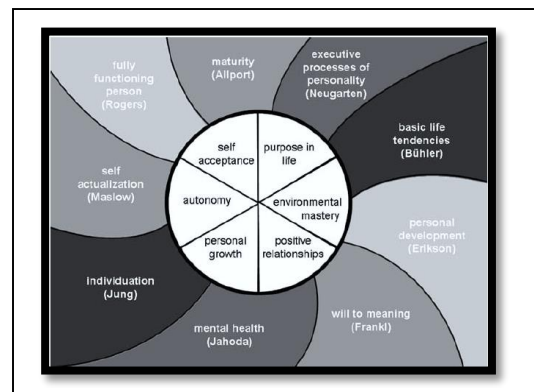 fully
functioning
person
(Rogers)
maturity
(Allport)
executive
processes of
personality
(Neugarten)
basic life
tendencies
(Bühler)
personal
development
(Erikson)
will to meaning
(Frankl)
mental health
(Jahoda)
individuation
(Jung)
self
actualization
(Maslow)
self
acceptance
purpose in
life
autonomy
environmental
mastery
personal
growth
positive
relationships